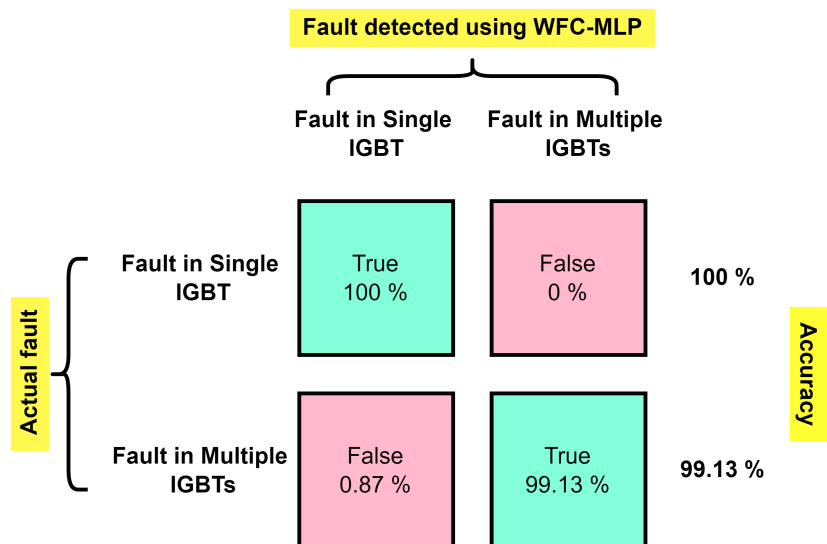 Fault detected using WFC-MLP
Fault in Single
IGBT
Fault in Multiple
IGBTs
Fault in Single
IGBT
True
100 %
False
0 %
100 %
Actual fault
Accuracy
Fault in Multiple
IGBTs
False
0.87 %
True
99.13 %
99.13 %